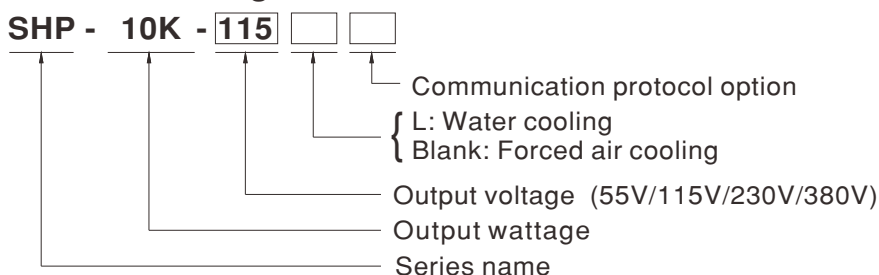 SHP - 10K - 115
Communication protocol option
L: Water cooling
Blank: Forced air cooling
Output voltage (55V/115V/230V/380V)
Output wattage
Series name